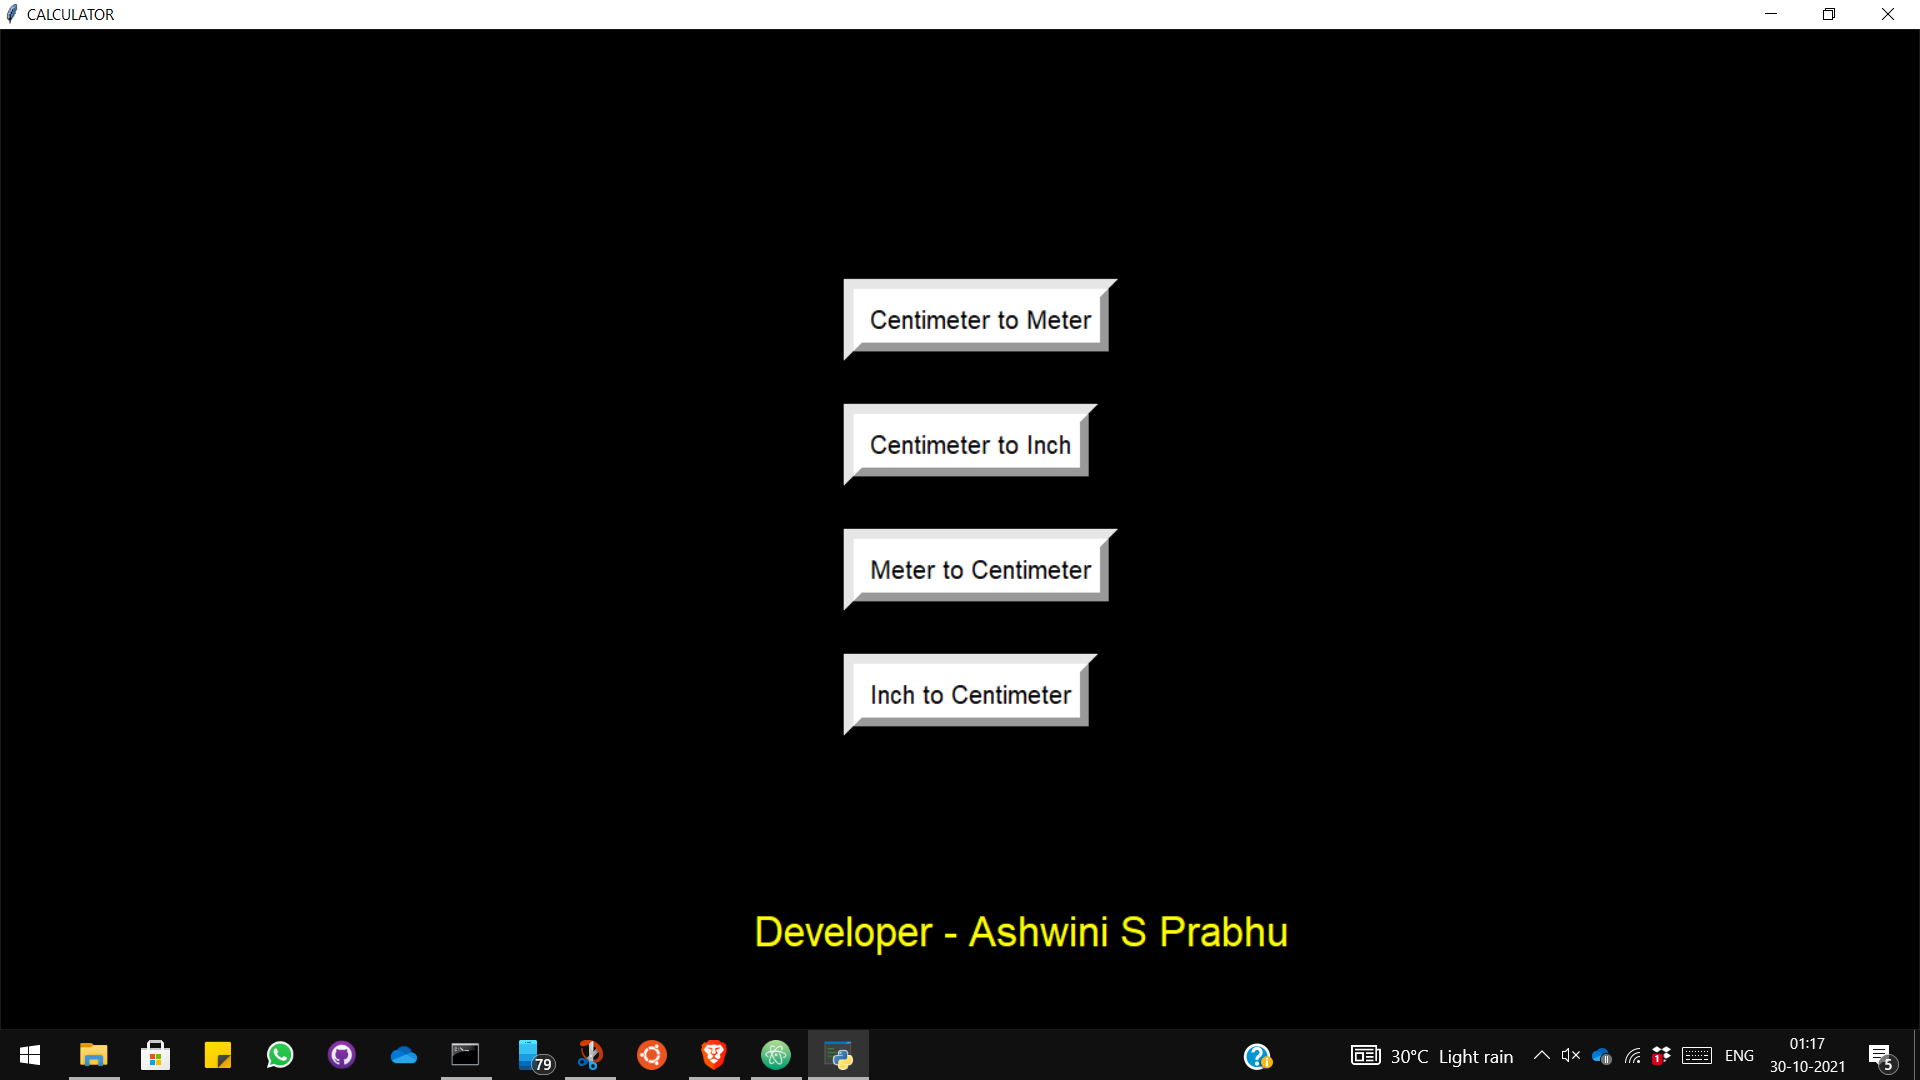 CALCULATOR
Centimeter to Meter
Centimeter to Inch
Meter to Centimeter
Inch to Centimeter
Developer - Ashwini S Prabhu
79
30°C Light rain
1
ENG
01:17
30-10-2021
5